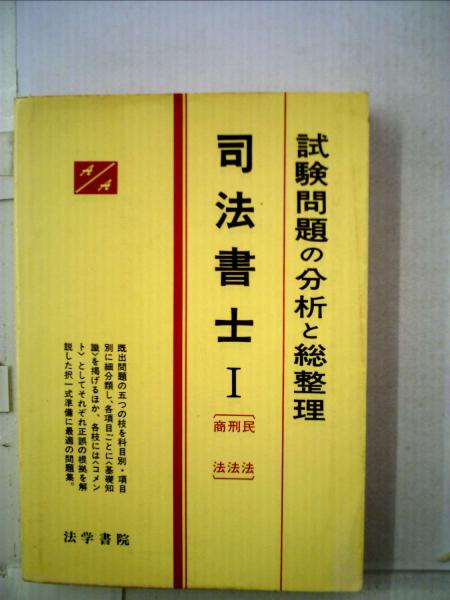 試験問題の分析と総整理
司法書士 I
民法
刑法
商法
A/A
既出問題の五つの枝を科目別・項目
別に細分類し、各項目ごとに〈基礎知
識〉を掲げるほか、各枝には〈コメン
ト〉としてそれぞれ正誤の根拠を解
説した択一式準備に最適の問題集。
法学書院